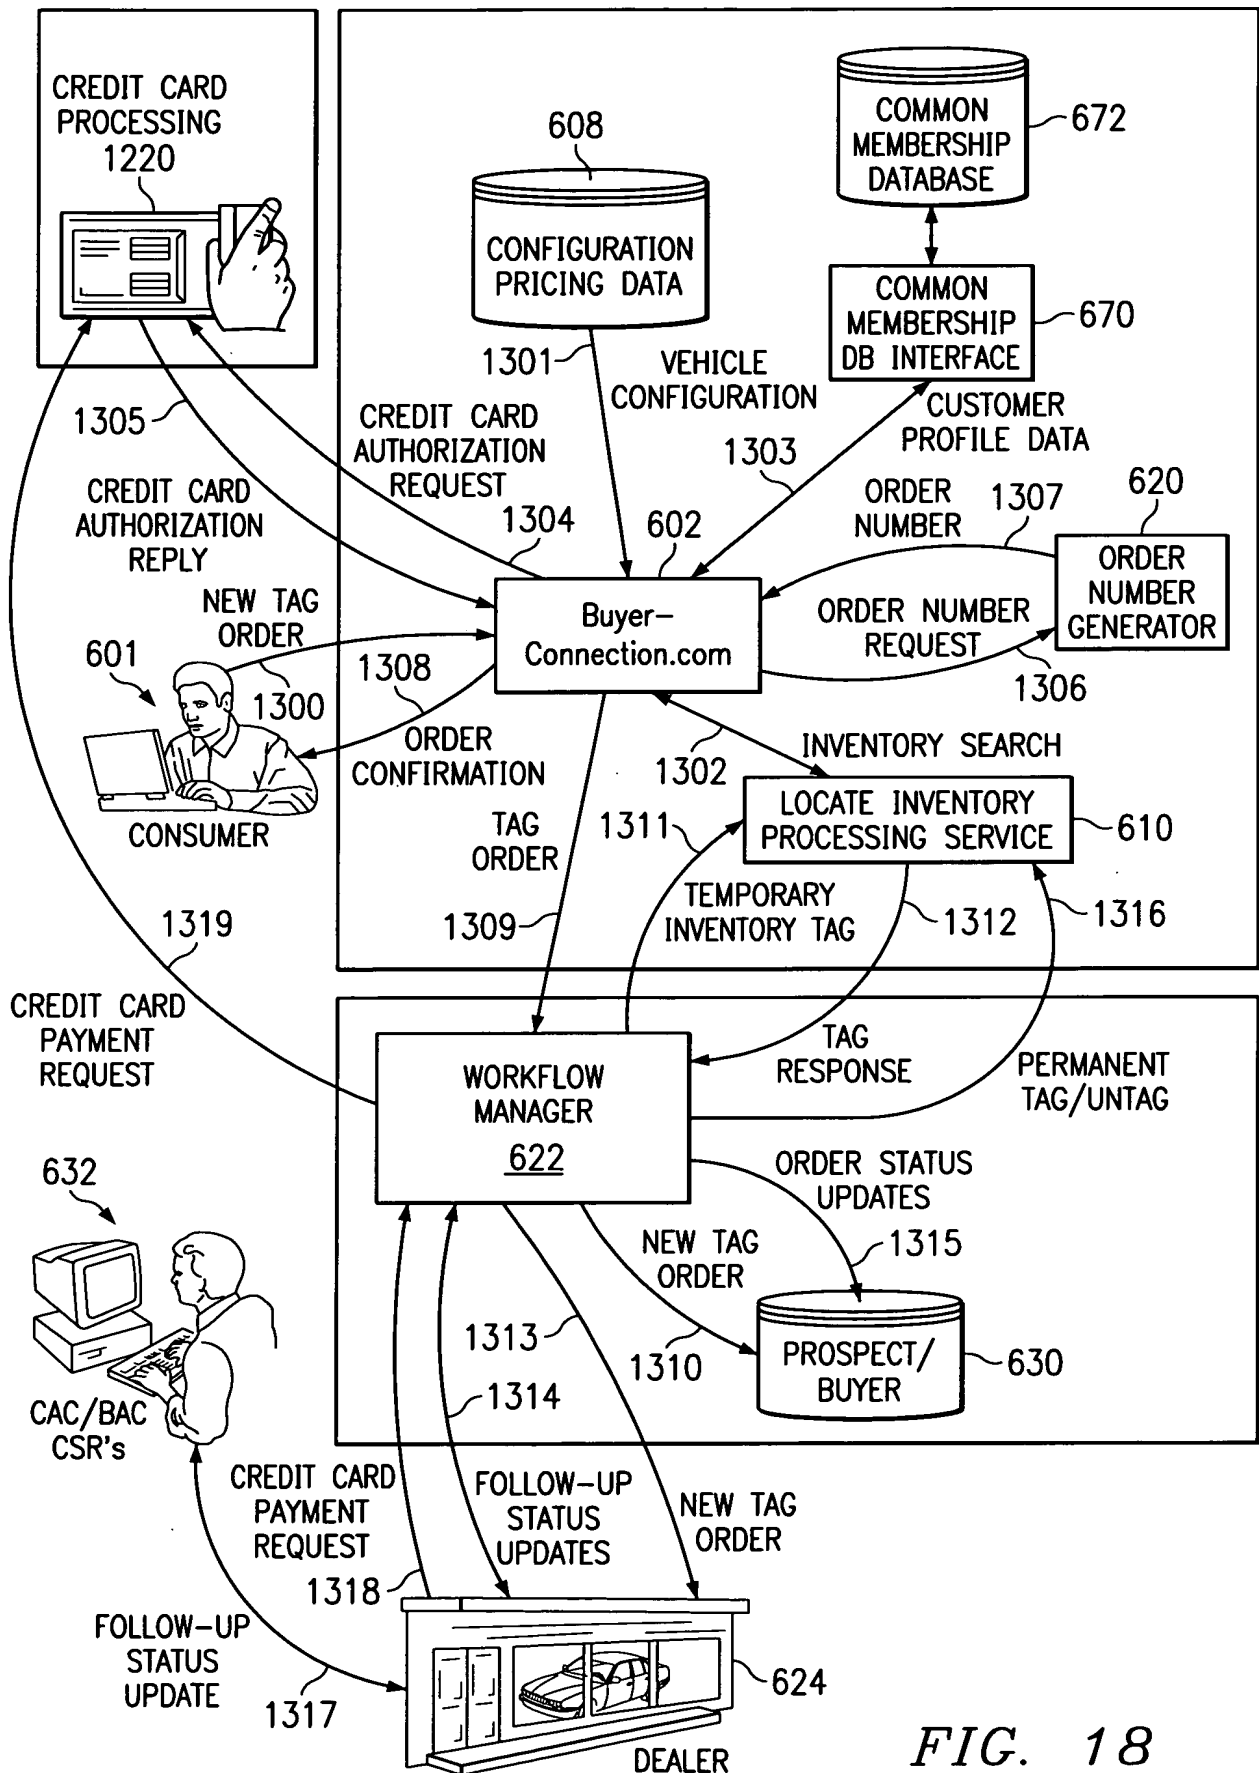 CREDIT CARD
PROCESSING
1220
608
CONFIGURATION
PRICING DATA
COMMON
MEMBERSHIP
DATABASE
672
COMMON
MEMBERSHIP
DB INTERFACE
670
1301
VEHICLE
CONFIGURATION
1305
CREDIT CARD
AUTHORIZATION
REQUEST
1303
CUSTOMER
PROFILE DATA
CREDIT CARD
AUTHORIZATION
REPLY
1304
602
ORDER
NUMBER
1307
620
ORDER
NUMBER
GENERATOR
NEW TAG
ORDER
Buyer-
Connection.com
ORDER NUMBER
REQUEST
1306
601
1300
1308
ORDER
CONFIRMATION
CONSUMER
1302
INVENTORY SEARCH
LOCATE INVENTORY
PROCESSING SERVICE
610
TAG
ORDER
1311
1309
TEMPORARY
INVENTORY TAG
1312
1316
1319
CREDIT CARD
PAYMENT
REQUEST
WORKFLOW
MANAGER
622
TAG
RESPONSE
PERMANENT
TAG/UNTAG
ORDER STATUS
UPDATES
632
NEW TAG
ORDER
1315
1313
1310
1314
PROSPECT/
BUYER
630
CAC/BAC
CSR's
CREDIT CARD
PAYMENT
REQUEST
1318
FOLLOW-UP
STATUS
UPDATES
NEW TAG
ORDER
FOLLOW-UP
STATUS
UPDATE
1317
624
DEALER
FIG. 18